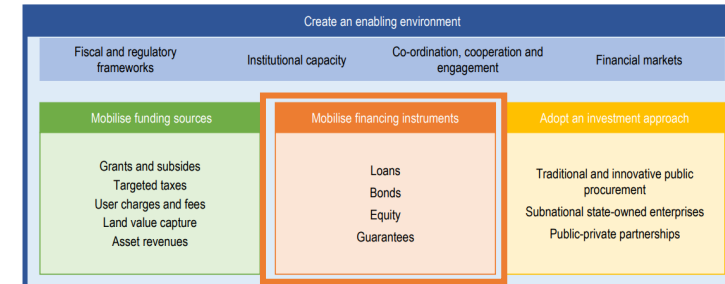 Create an enabling environment
Fiscal and regulatory
frameworks
Institutional capacity
Co-ordination, cooperation and
engagement
Financial markets
Mobilise funding sources
Grants and subsides
Targeted taxes
User charges and fees
Land value capture
Asset revenues
Mobilise financing instruments
Loans
Bonds
Equity
Guarantees
Adopt an investment approach
Traditional and innovative public
procurement
Subnational state-owned enterprises
Public-private partnerships